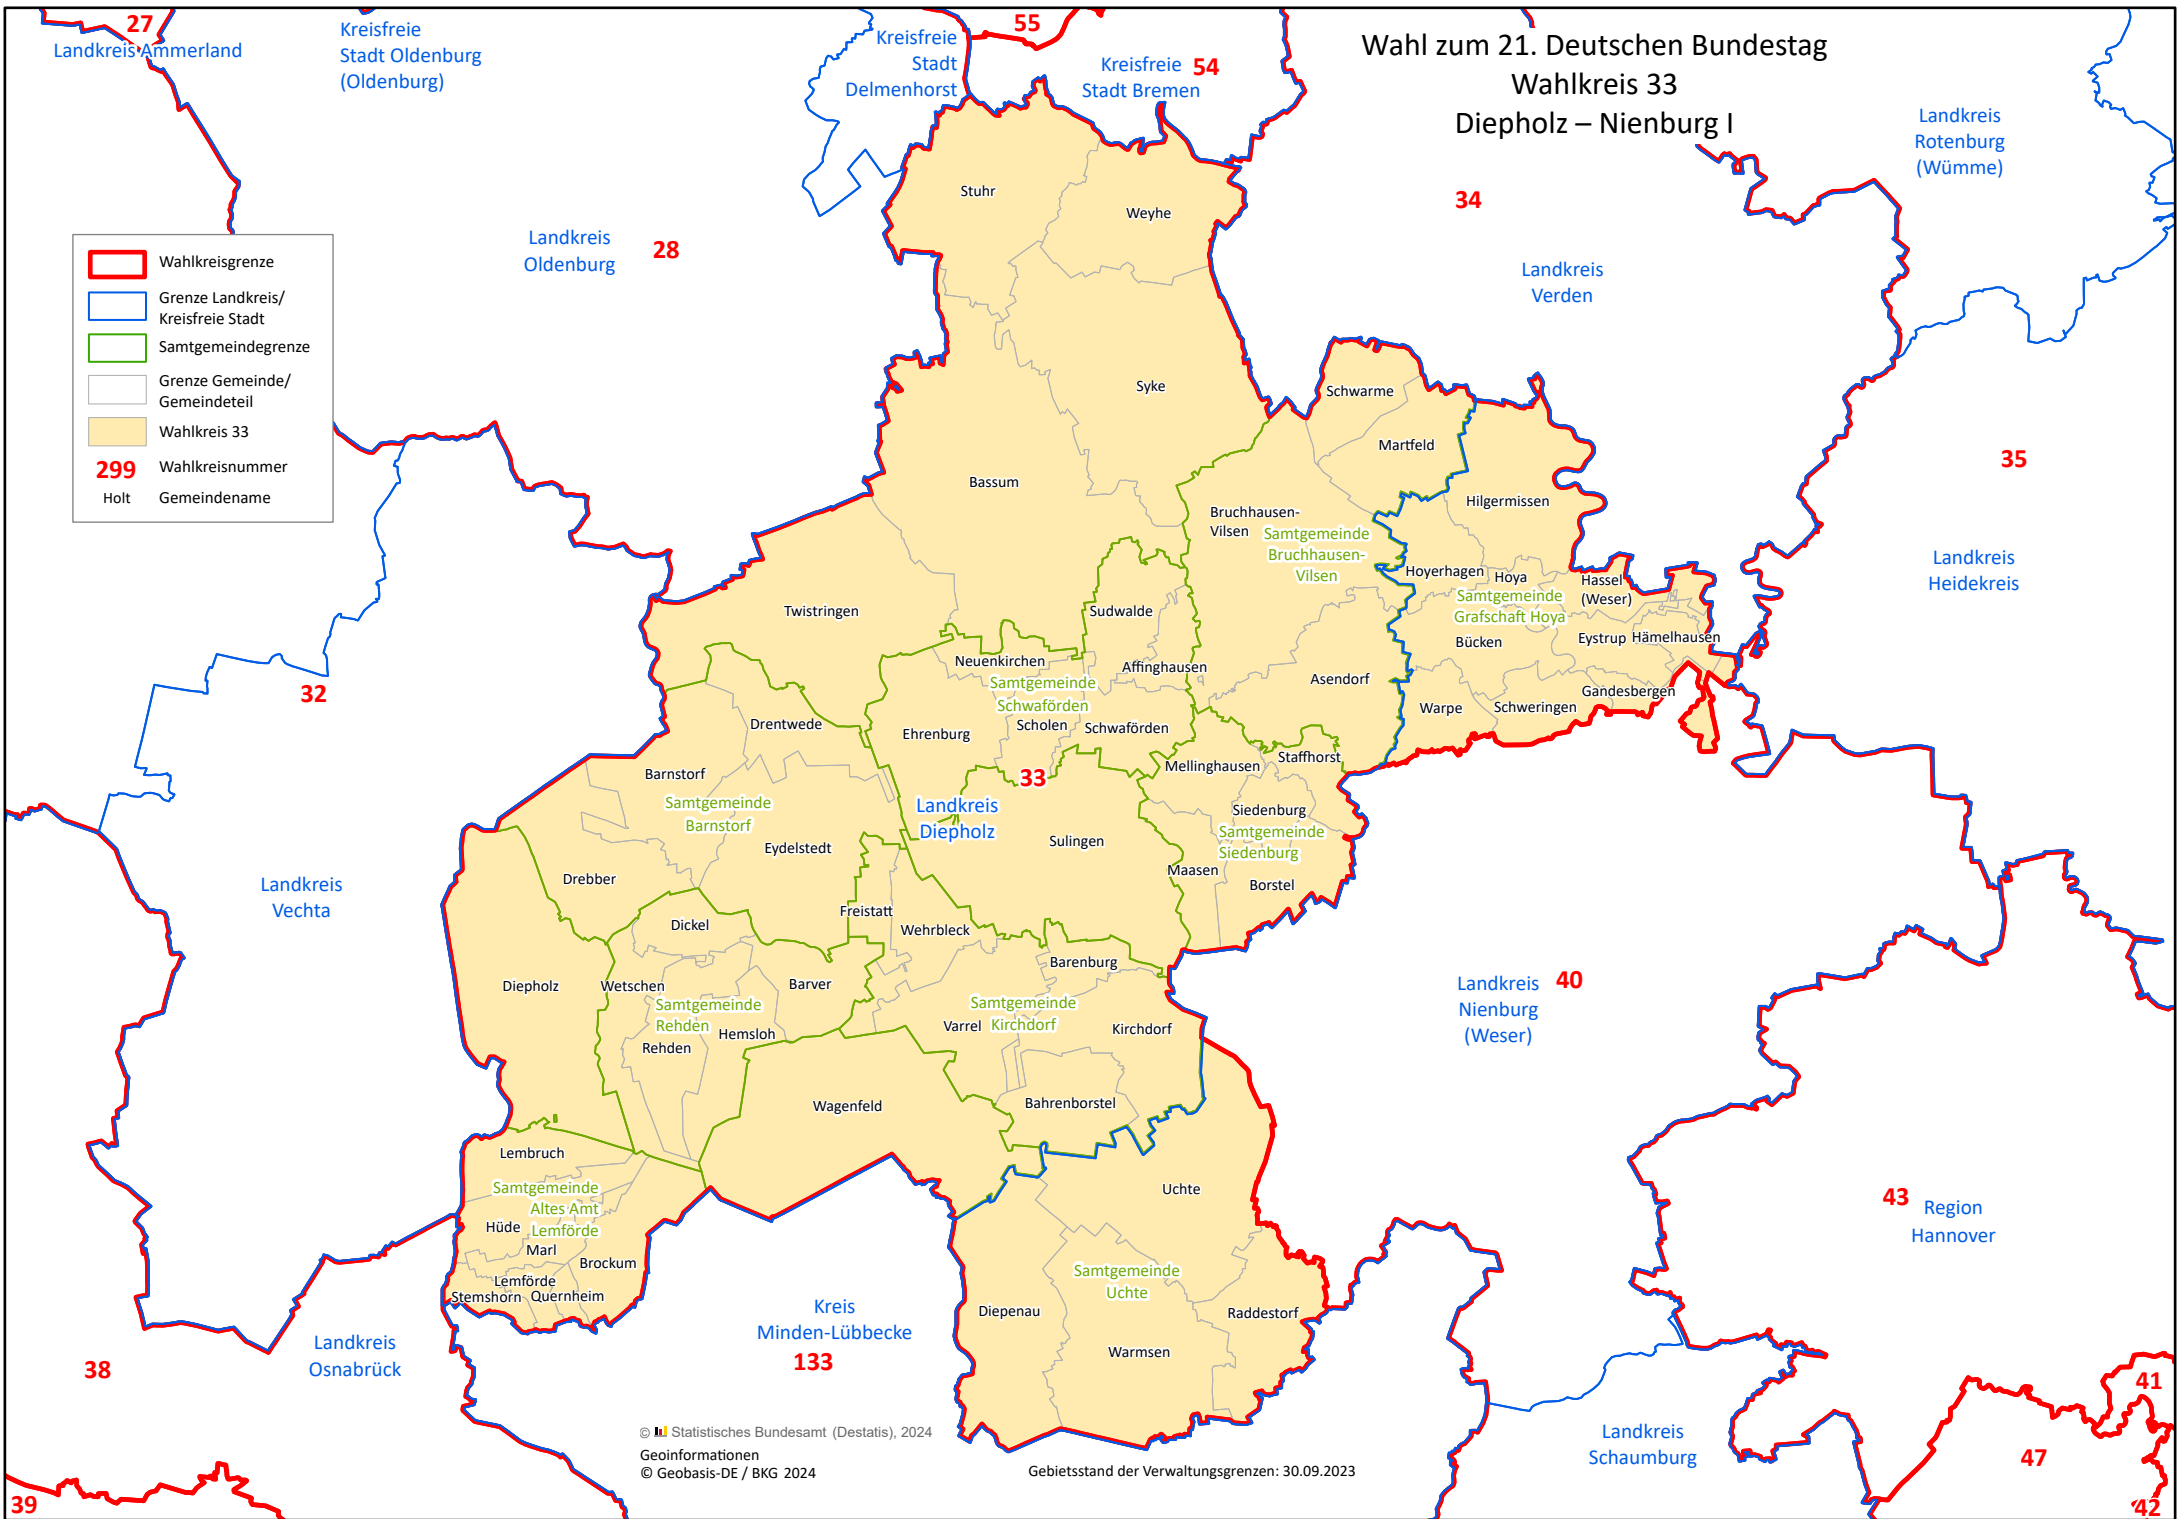 Wahl zum 21. Deutschen Bundestag
Wahlkreis 33
Diepholz – Nienburg I
27
Landkreis Ammerland
Kreisfreie
Stadt Oldenburg
(Oldenburg)
Kreisfreie
Stadt
Delmenhorst
55
Kreisfreie
Stadt Bremen
54
Landkreis
Rotenburg
(Wümme)
34
Landkreis
Verden
Landkreis
Oldenburg
28
Wahlkreisgrenze
Grenze Landkreis/
Kreisfreie Stadt
Samtgemeindegrenze
Grenze Gemeinde/
Gemeindeteil
Wahlkreis 33
299
Wahlkreisnummer
Holt
Gemeindename
Stuhr
Weyhe
Syke
Bassum
Schwarme
Martfeld
Bruchhausen-
Vilsen
Samtgemeinde
Bruchhausen-
Vilsen
Hilgermissen
35
Landkreis
Heidekreis
Hoyerhagen
Hoya
Hassel
(Weser)
Samtgemeinde
Grafschaft Hoya
Bücken
Eystrup
Hämelhausen
Warpe
Schweringen
Gandesbergen
Asendorf
Twistringen
Sudwalde
Neuenkirchen
Affinghausen
Samtgemeinde
Schwaförden
Scholen
Schwaförden
Ehrenburg
32
Drentwede
Barnstorf
Samtgemeinde
Barnstorf
Eydelstedt
Drebber
33
Landkreis
Diepholz
Sulingen
Mellinghausen
Staffhorst
Siedenburg
Samtgemeinde
Siedenburg
Maasen
Borstel
Landkreis
Vechta
Freistatt
Wehrbleck
Dickel
Diepholz
Wetschen
Samtgemeinde
Rehden
Rehden
Hemsloh
Barver
Barenburg
Samtgemeinde
Kirchdorf
Varrel
Kirchdorf
Bahrenborstel
Wagenfeld
Landkreis
Nienburg
(Weser)
40
Lembruch
Samtgemeinde
Altes Amt
Lemförde
Hüde
Marl
Brockum
Lemförde
Stemshorn
Quernheim
Uchte
Samtgemeinde
Uchte
Diepenau
Raddestorf
Warmsen
43
Region
Hannover
38
Landkreis
Osnabrück
Kreis
Minden-Lübbecke
133
Landkreis
Schaumburg
41
47
42
39
© Statistisches Bundesamt (Destatis), 2024
Geoinformationen
© Geobasis-DE / BKG 2024
Gebietsstand der Verwaltungsgrenzen: 30.09.2023